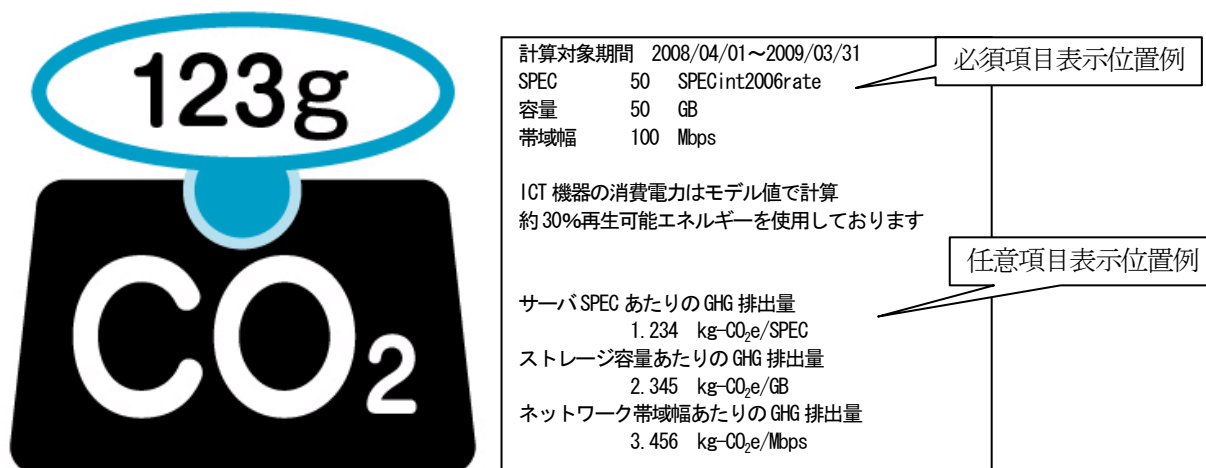 123g
CO₂
計算対象期間 2008/04/01～2009/03/31
SPEC 50 SPECint2006rate
容量 50 GB
帯域幅 100 Mbps
ICT 機器の消費電力はモデル値で計算
約30%再生可能エネルギーを使用しております
サーバSPECあたりのGHG排出量
1.234 kg-CO₂e/SPEC
ストレージ容量あたりのGHG排出量
2.345 kg-CO₂e/GB
ネットワーク帯域幅あたりのGHG排出量
3.456 kg-CO₂e/Mbps
必須項目表示位置例
任意項目表示位置例